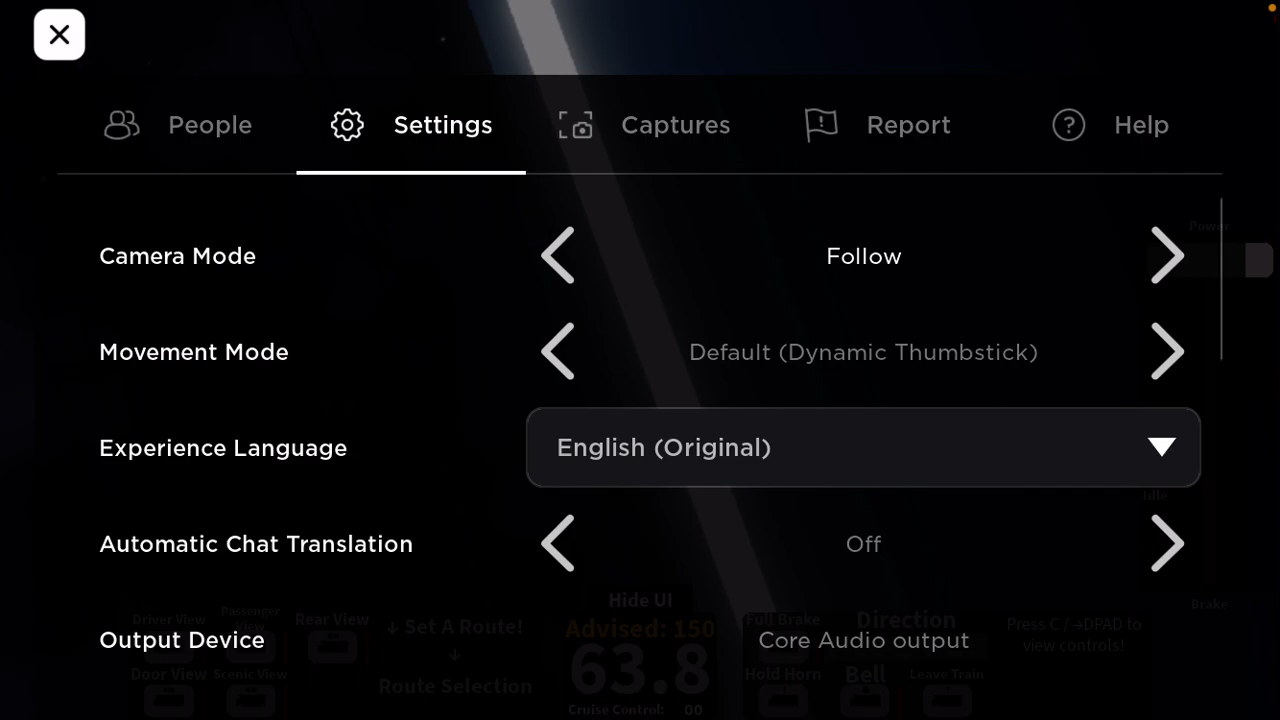 People
Settings
Captures
Report
Help
Power
Camera Mode
Follow
Movement Mode
Default (Dynamic Thumbstick)
Experience Language
English (Original)
Idle
Automatic Chat Translation
Off
Hide UI
Brake
Driver View
Passenger
View
Rear View
↓ Set A Route!
↓
Route Selection
Advised: 150
63.8
Cruise Control: 00
Full Brake
Direction
Press C / →DPAD to
view controls!
Output Device
Core Audio output
Door View
Scenic View
Hold Horn
Bell
Leave Train